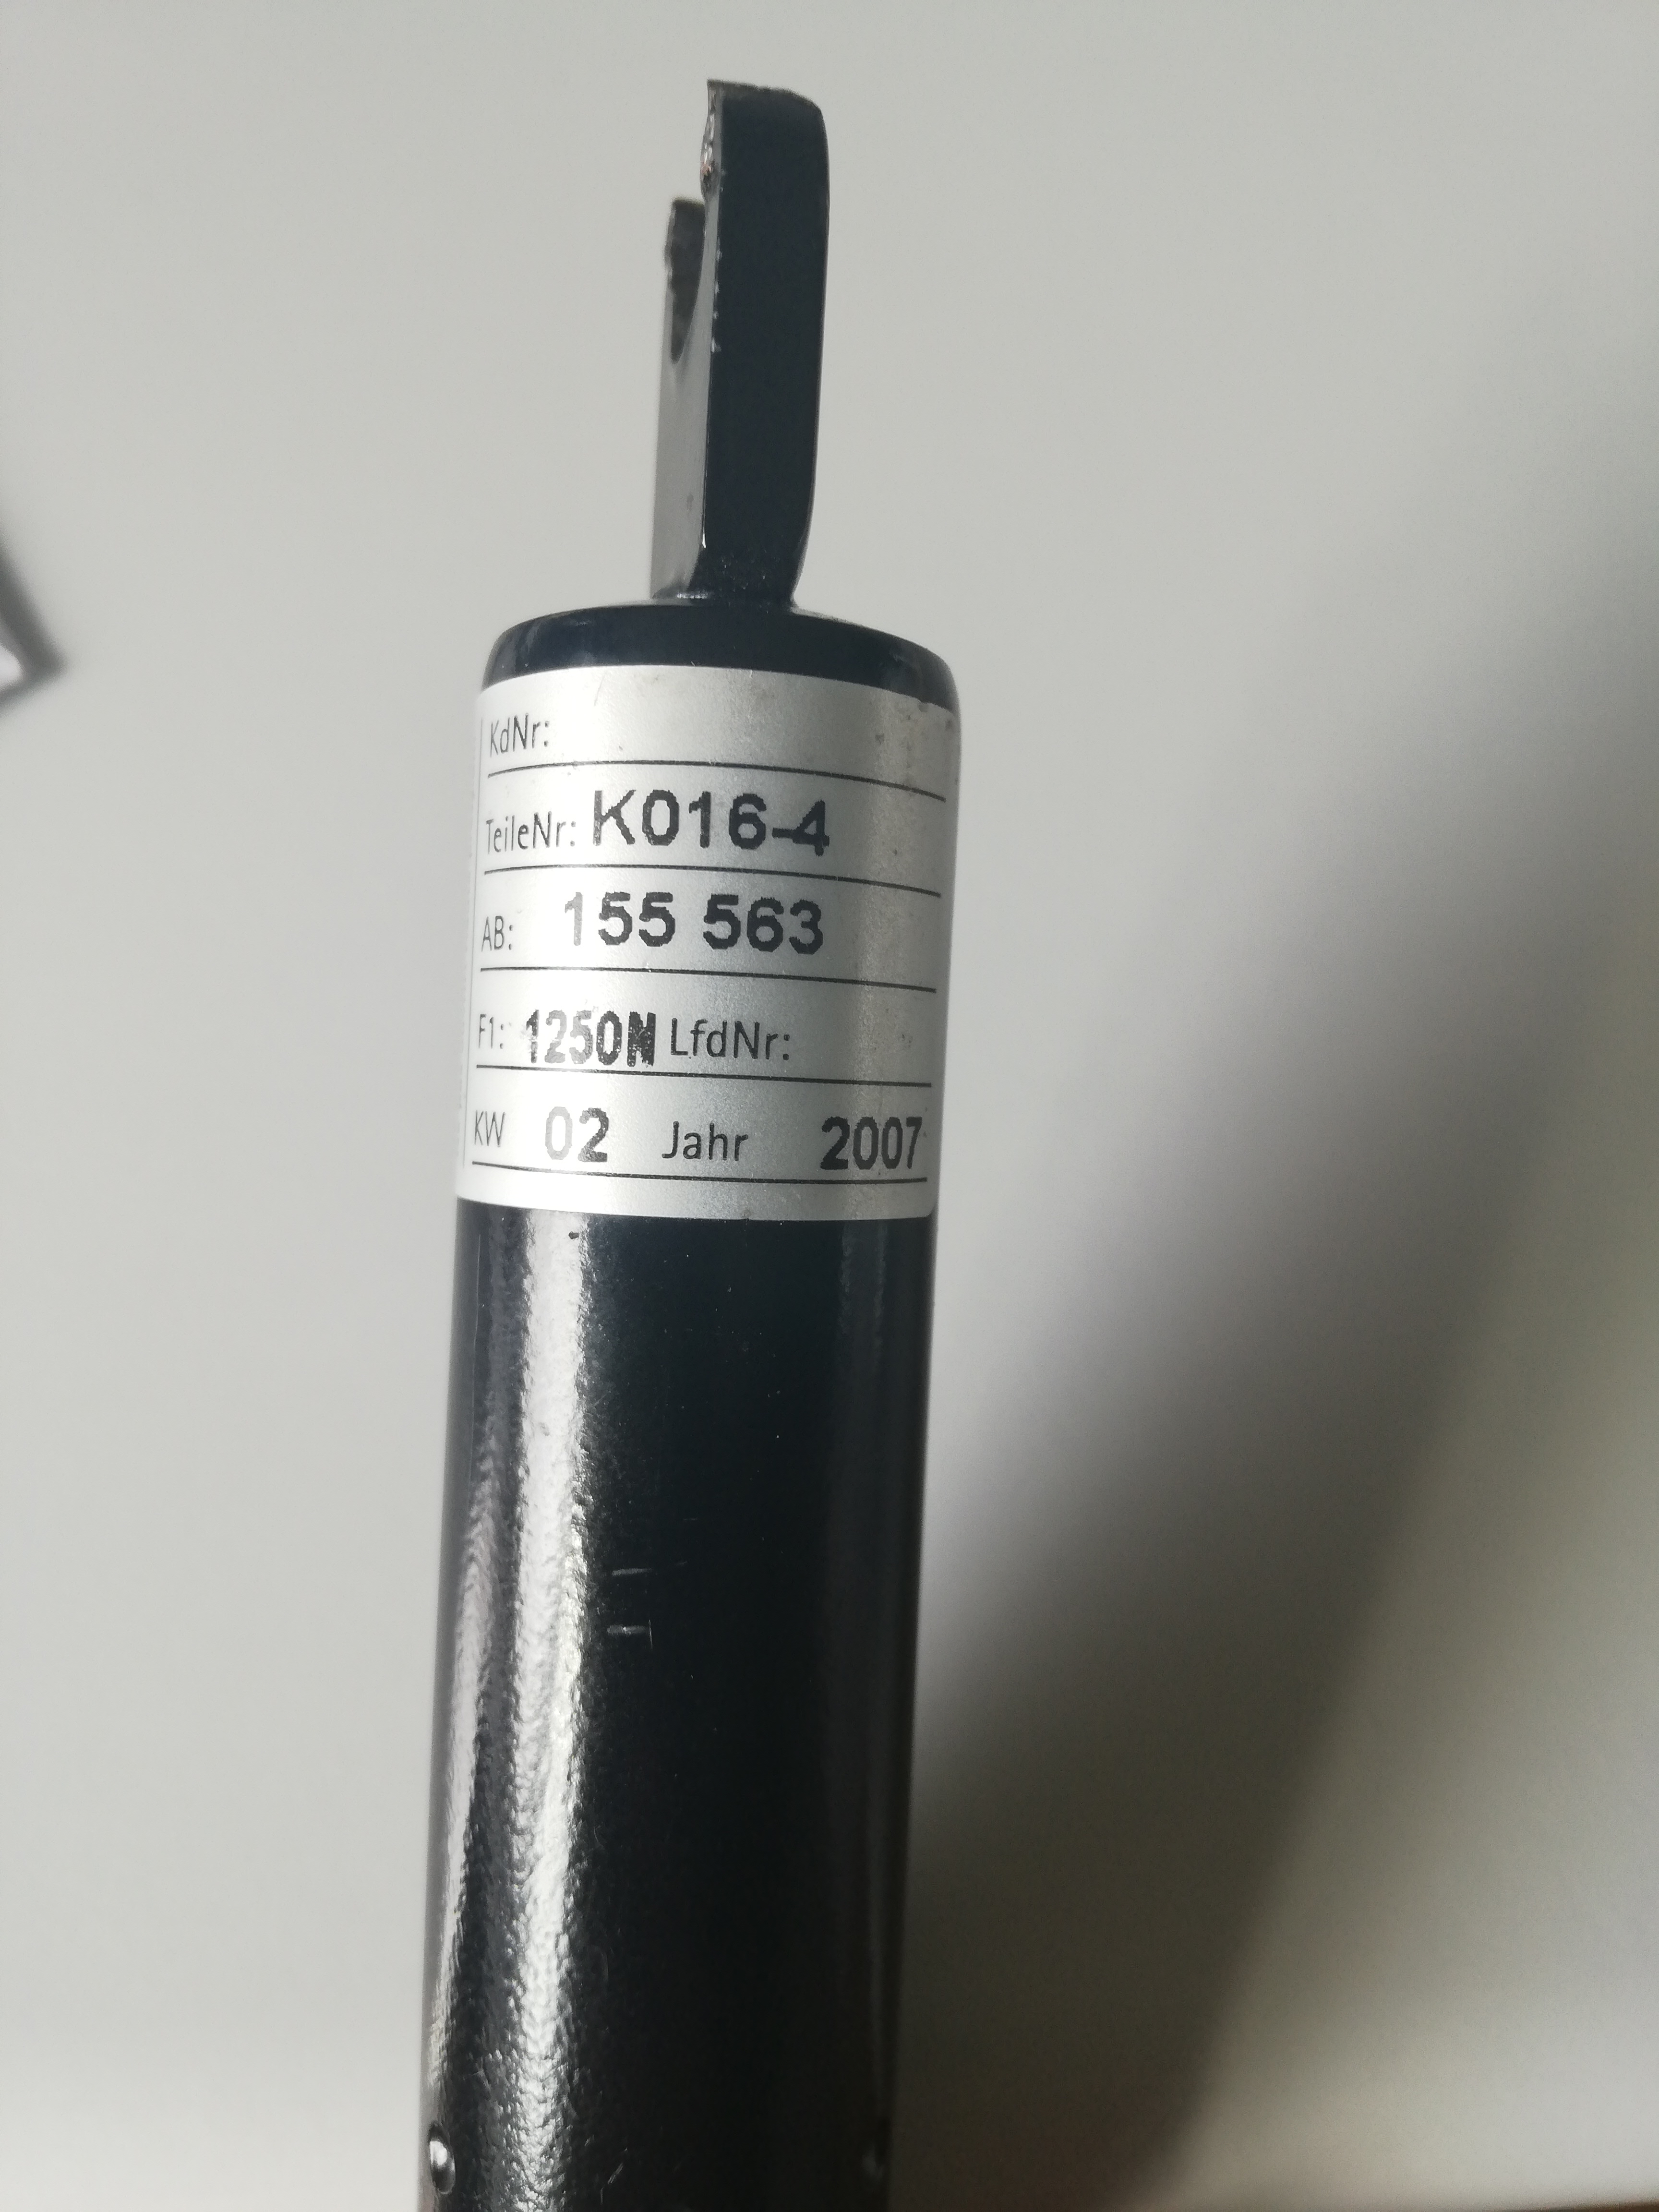 KdNr:
TeileNr: K016-4
AB: 155 563
F1: 1250N LfdNr:
KW 02 Jahr 2007